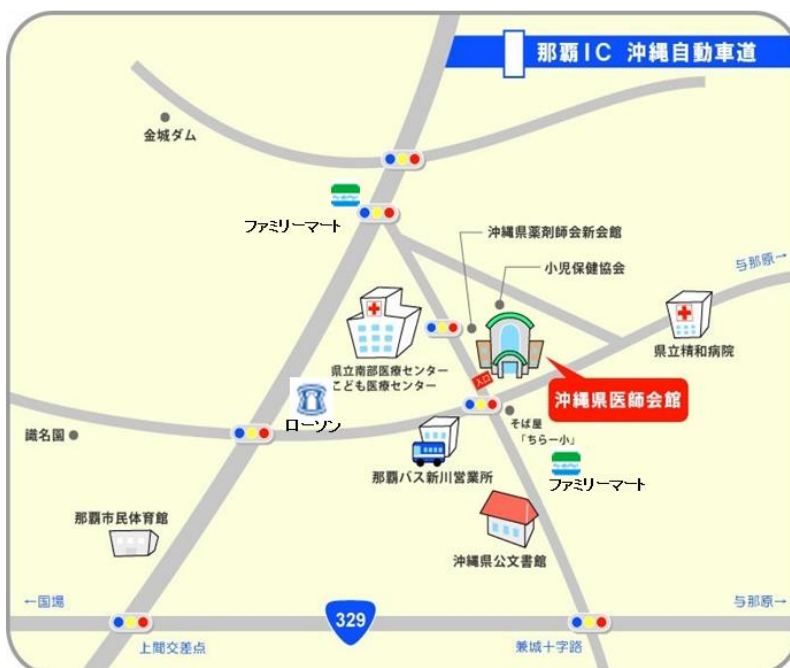 那覇IC 沖縄自動車道
金城ダム
ファミリーマート
沖縄県薬剤師会新会館
小児保健協会
与那原→
県立南部医療センター
こども医療センター
県立精和病院
入口
沖縄県医師会館
ローソン
識名園
そば屋
「ちらー小」
那覇バス新川営業所
ファミリーマート
那覇市民体育館
沖縄県公文書館
←国場
329
与那原→
上間交差点
兼城十字路